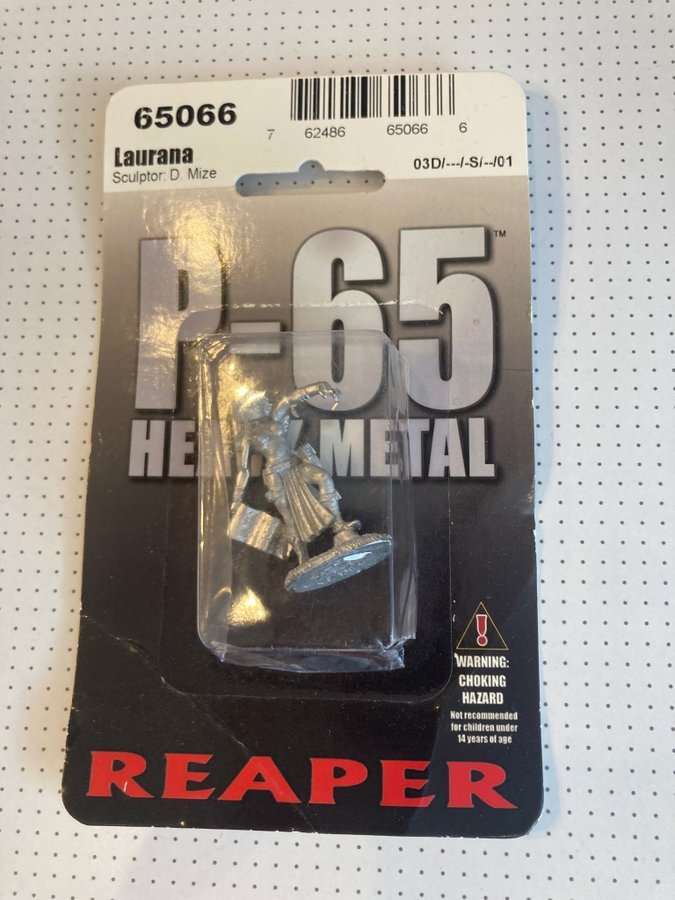 65066
7 62486 65066 6
Laurana
Sculptor: D. Mize
03D/---/-S/--/01
P-65™
HEAVY METAL
WARNING:
CHOKING
HAZARD
Not recommended
for children under
14 years of age
REAPER